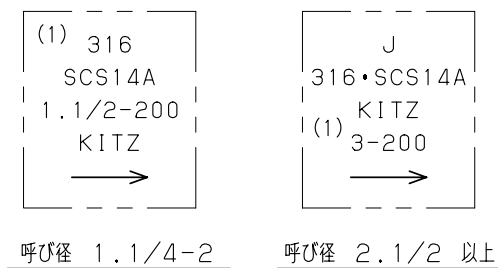 (1)
316
SCS14A
1.1/2-200
KITZ
呼び径 1.1/4-2
J
316・SCS14A
KITZ
(1)
3-200
呼び径 2.1/2 以上